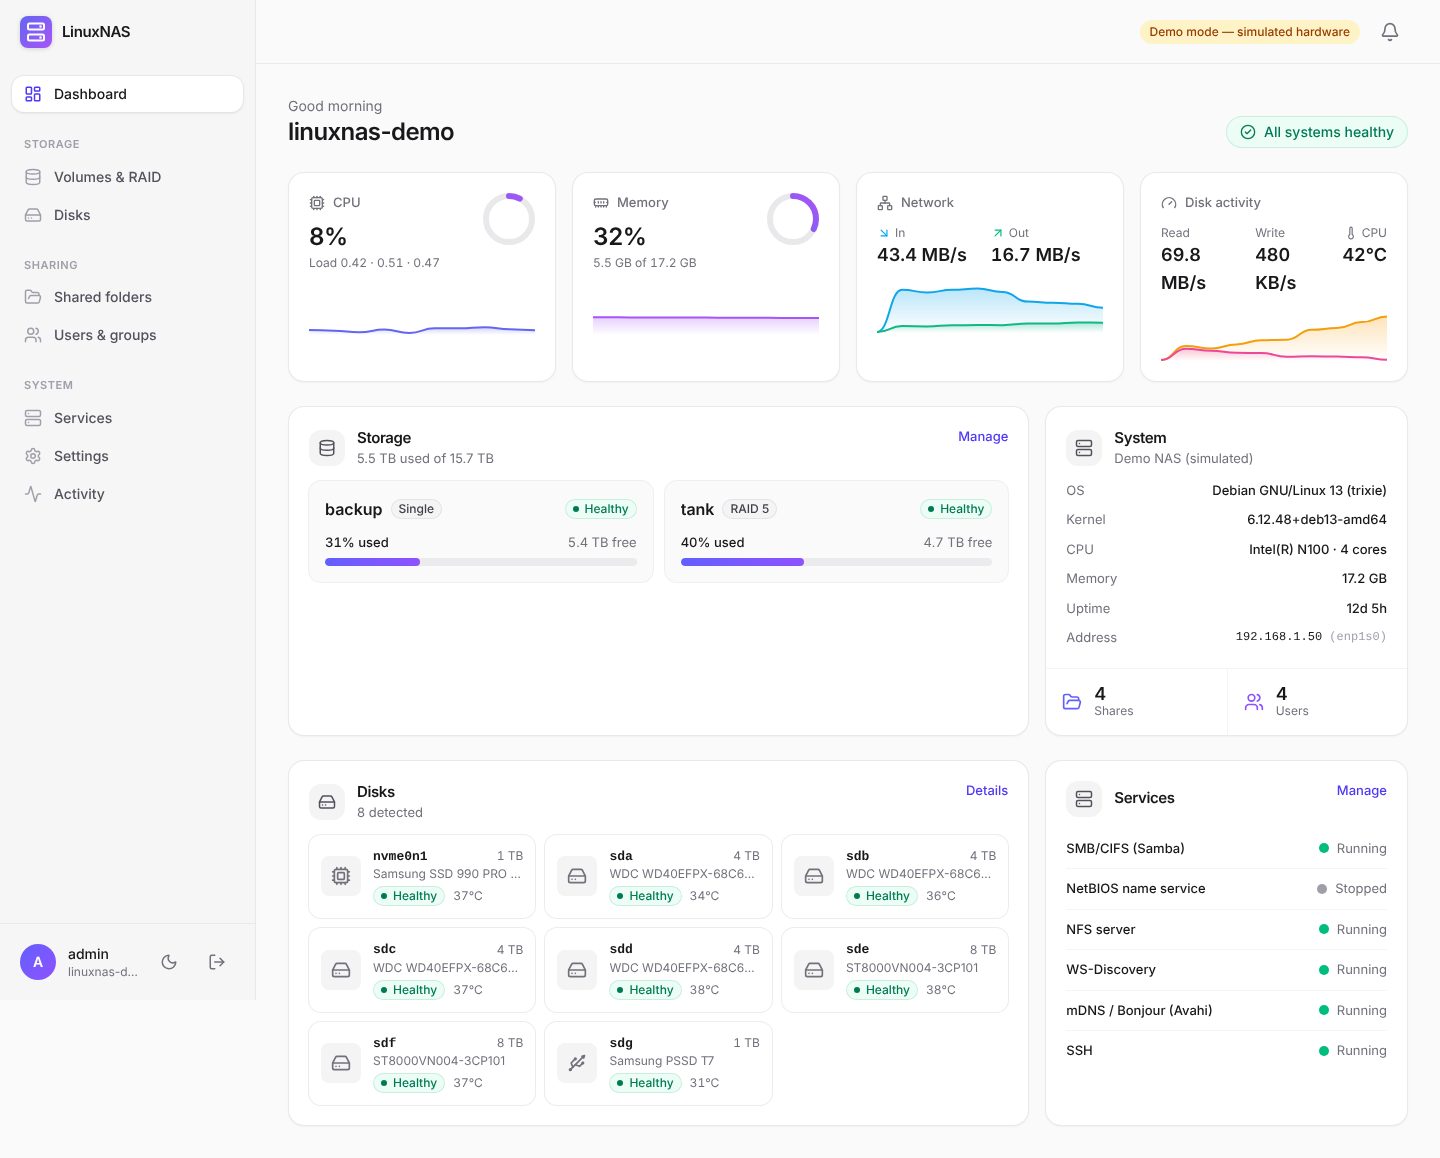 LinuxNAS
Demo mode — simulated hardware
Dashboard
STORAGE
Volumes & RAID
Disks
SHARING
Shared folders
Users & groups
SYSTEM
Services
Settings
Activity
A
admin
linuxnas-d...
Good morning
linuxnas-demo
All systems healthy
CPU
8%
Load 0.42 · 0.51 · 0.47
Memory
32%
5.5 GB of 17.2 GB
Network
In
Out
43.4 MB/s
16.7 MB/s
Disk activity
Read
Write
CPU
69.8 MB/s
480 KB/s
42°C
Storage
5.5 TB used of 15.7 TB
Manage
backup
Single
Healthy
31% used
5.4 TB free
tank
RAID 5
Healthy
40% used
4.7 TB free
System
Demo NAS (simulated)
OS
Debian GNU/Linux 13 (trixie)
Kernel
6.12.48+deb13-amd64
CPU
Intel(R) N100 · 4 cores
Memory
17.2 GB
Uptime
12d 5h
Address
192.168.1.50 (enp1s0)
4
Shares
4
Users
Disks
8 detected
Details
nvme0n1
1 TB
Samsung SSD 990 PRO ...
Healthy
37°C
sda
4 TB
WDC WD40EFPX-68C6...
Healthy
34°C
sdb
4 TB
WDC WD40EFPX-68C6...
Healthy
36°C
sdc
4 TB
WDC WD40EFPX-68C6...
Healthy
37°C
sdd
4 TB
WDC WD40EFPX-68C6...
Healthy
38°C
sde
8 TB
ST8000VN004-3CP101
Healthy
38°C
sdf
8 TB
ST8000VN004-3CP101
Healthy
37°C
sdg
1 TB
Samsung PSSD T7
Healthy
31°C
Services
Manage
SMB/CIFS (Samba)
Running
NetBIOS name service
Stopped
NFS server
Running
WS-Discovery
Running
mDNS / Bonjour (Avahi)
Running
SSH
Running